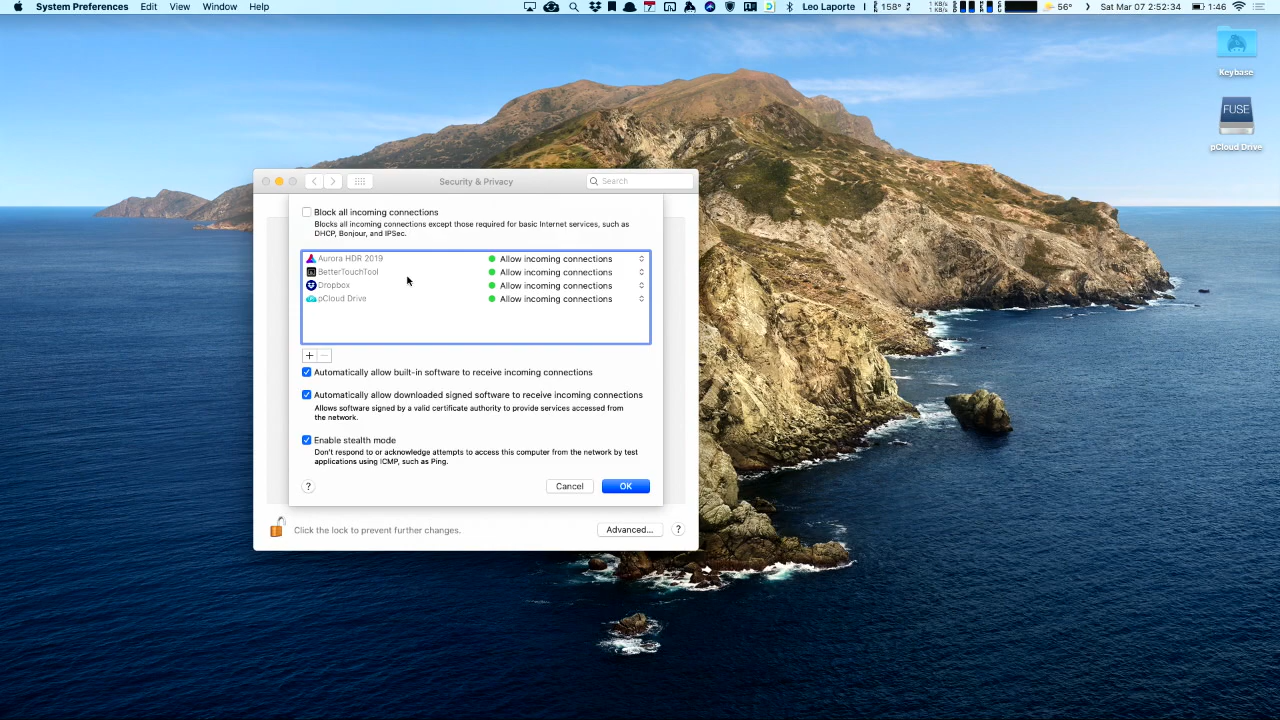 System Preferences Edit View Window Help
Leo Laporte 158° 1 KB/s 1 KB/s 56° Sat Mar 07 2:52:34 1:46
Keybase
FUSE
pCloud Drive
Security & Privacy
Search
Block all incoming connections
Blocks all incoming connections except those required for basic Internet services, such as
DHCP, Bonjour, and IPSec.
Aurora HDR 2019 Allow incoming connections
BetterTouchTool Allow incoming connections
Dropbox Allow incoming connections
pCloud Drive Allow incoming connections
+ −
Automatically allow built-in software to receive incoming connections
Automatically allow downloaded signed software to receive incoming connections
Allows software signed by a valid certificate authority to provide services accessed from
the network.
Enable stealth mode
Don't respond to or acknowledge attempts to access this computer from the network by test
applications using ICMP, such as Ping.
? Cancel OK
Click the lock to prevent further changes. Advanced... ?